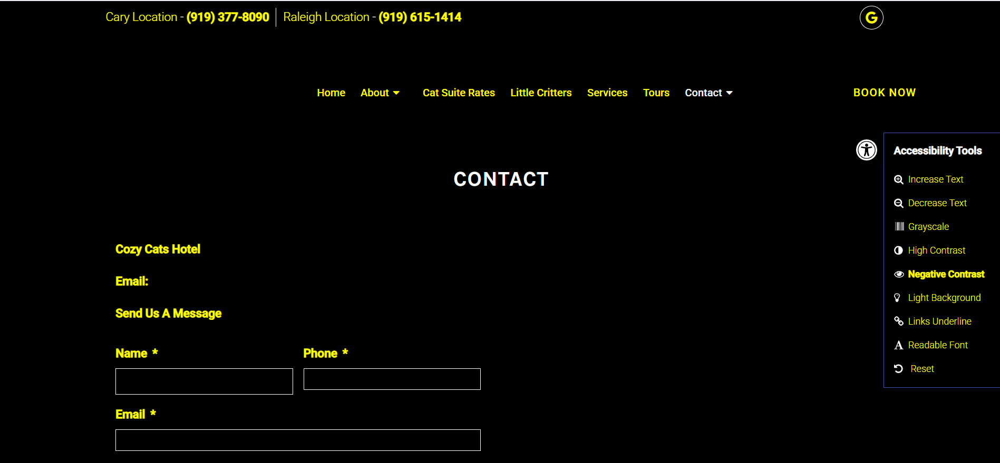 Cary Location - (919) 377-8090 Raleigh Location - (919) 615-1414 G
Home About Cat Suite Rates Little Critters Services Tours Contact BOOK NOW
Accessibility Tools
Increase Text
Decrease Text
Grayscale
High Contrast
Negative Contrast
Light Background
Links Underline
A Readable Font
Reset
CONTACT
Cozy Cats Hotel
Email:
Send Us A Message
Name * Phone *
Email *